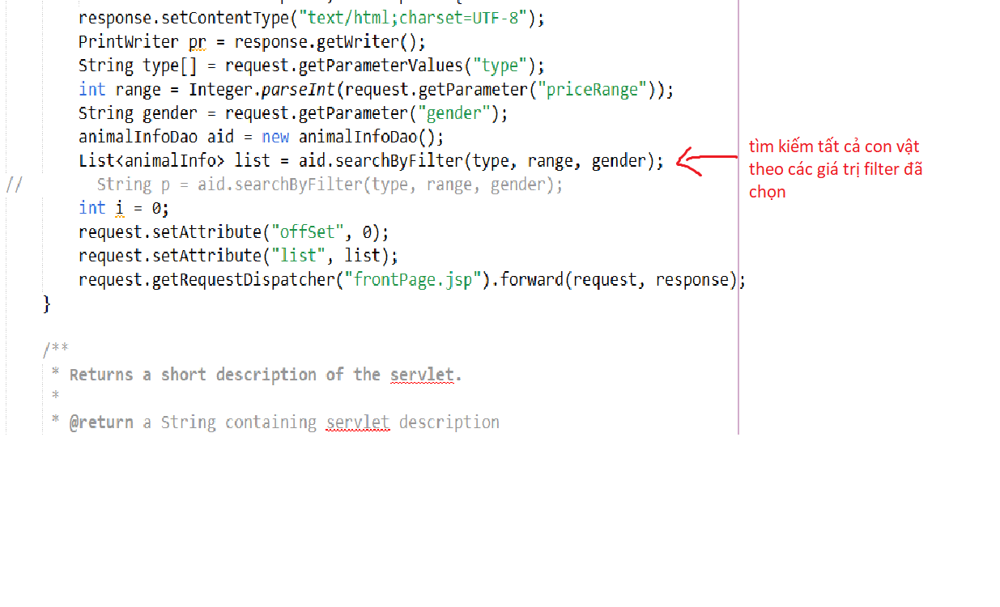 response.setContentType("text/html;charset=UTF-8");
PrintWriter pr = response.getWriter();
String type[] = request.getParameterValues("type");
int range = Integer.parseInt(request.getParameter("priceRange"));
String gender = request.getParameter("gender");
animalInfoDao aid = new animalInfoDao();
List<animalInfo> list = aid.searchByFilter(type, range, gender);
// String p = aid.searchByFilter(type, range, gender);
int i = 0;
request.setAttribute("offSet", 0);
request.setAttribute("list", list);
request.getRequestDispatcher("frontPage.jsp").forward(request, response);
}
/**
* Returns a short description of the servlet.
*
* @return a String containing servlet description
tìm kiếm tất cả con vật
theo các giá trị filter đã
chọn